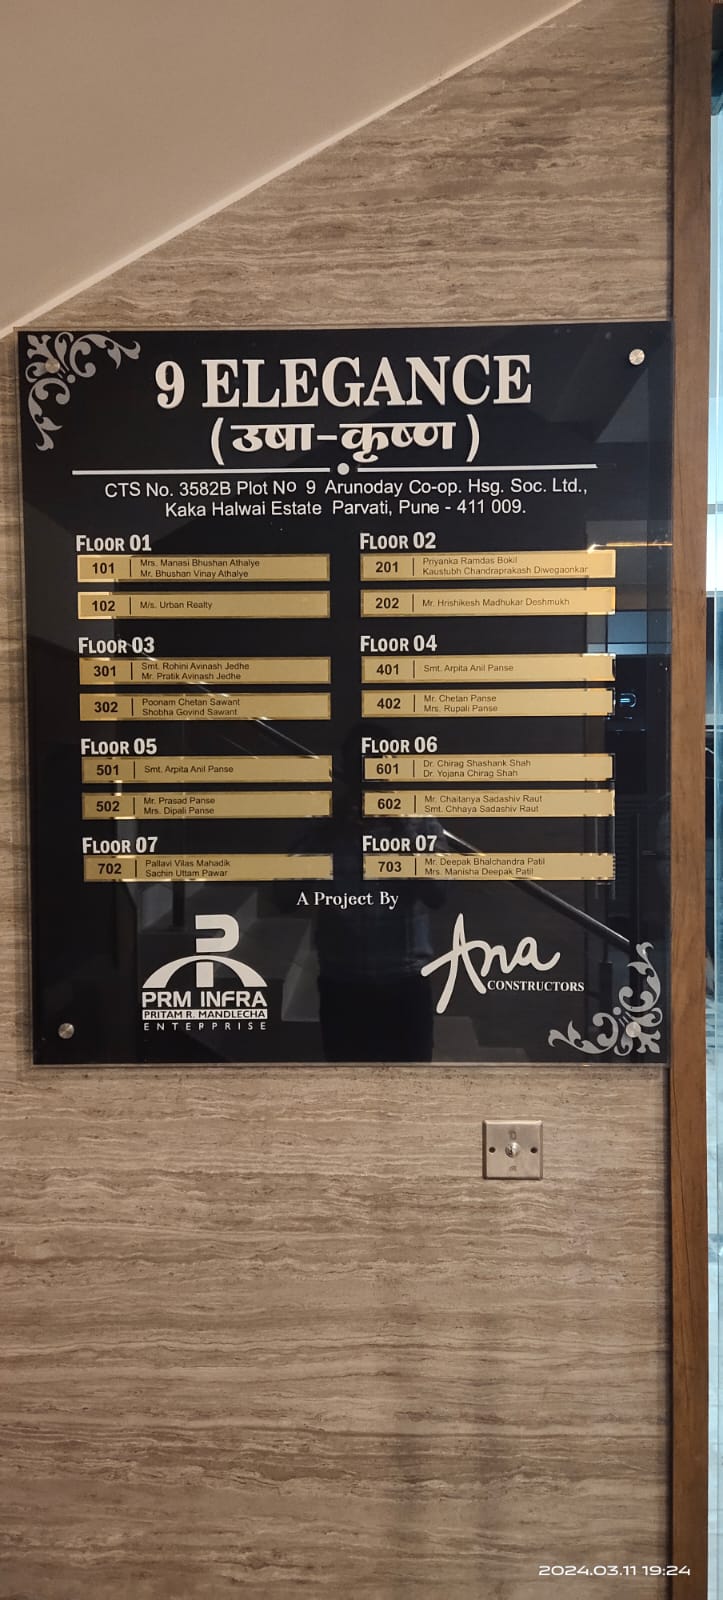 9 ELEGANCE
(उषा-कृष्ण)
CTS No. 3582B Plot No 9 Arunoday Co-op. Hsg. Soc. Ltd.,
Kaka Halwai Estate Parvati, Pune - 411 009.
FLOOR 01
101
Mrs. Manasi Bhushan Athalye
Mr. Bhushan Vinay Athalye
102
M/s. Urban Realty
FLOOR 02
201
Priyanka Ramdas Bokil
Kaustubh Chandraprakash Diwegaonkar
202
Mr. Hrishikesh Madhukar Deshmukh
FLOOR 03
301
Smt. Rohini Avinash Jedhe
Mr. Pratik Avinash Jedhe
302
Poonam Chetan Sawant
Shobha Govind Sawant
FLOOR 04
401
Smt. Arpita Anil Panse
402
Mr. Chetan Panse
Mrs. Rupali Panse
FLOOR 05
501
Smt. Arpita Anil Panse
502
Mr. Prasad Panse
Mrs. Dipali Panse
FLOOR 06
601
Dr. Chirag Shashank Shah
Dr. Yojana Chirag Shah
602
Mr. Chaitanya Sadashiv Raut
Smt. Chhaya Sadashiv Raut
FLOOR 07
702
Pallavi Vilas Mahadik
Sachin Uttam Pawar
FLOOR 07
703
Mr. Deepak Bhalchandra Patil
Mrs. Manisha Deepak Patil
A Project By
PRM INFRA
PRITAM R. MANDLECHA
ENTERPRISE
Ana
CONSTRUCTORS
2024.03.11 19:24